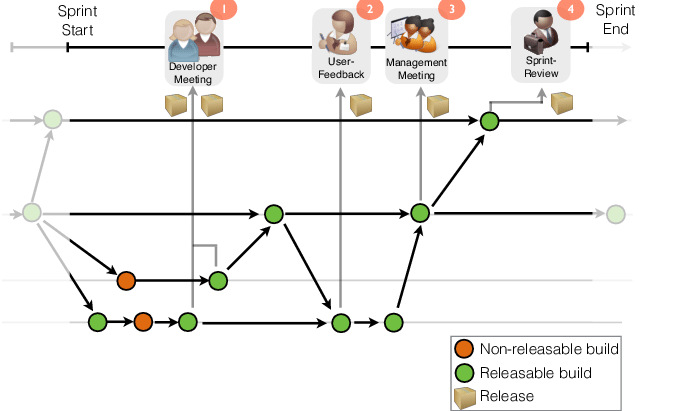 Sprint
Start
1
2
3
4
Sprint
End
Developer
Meeting
User-
Feedback
Management
Meeting
Sprint-
Review
Non-releasable build
Releasable build
Release